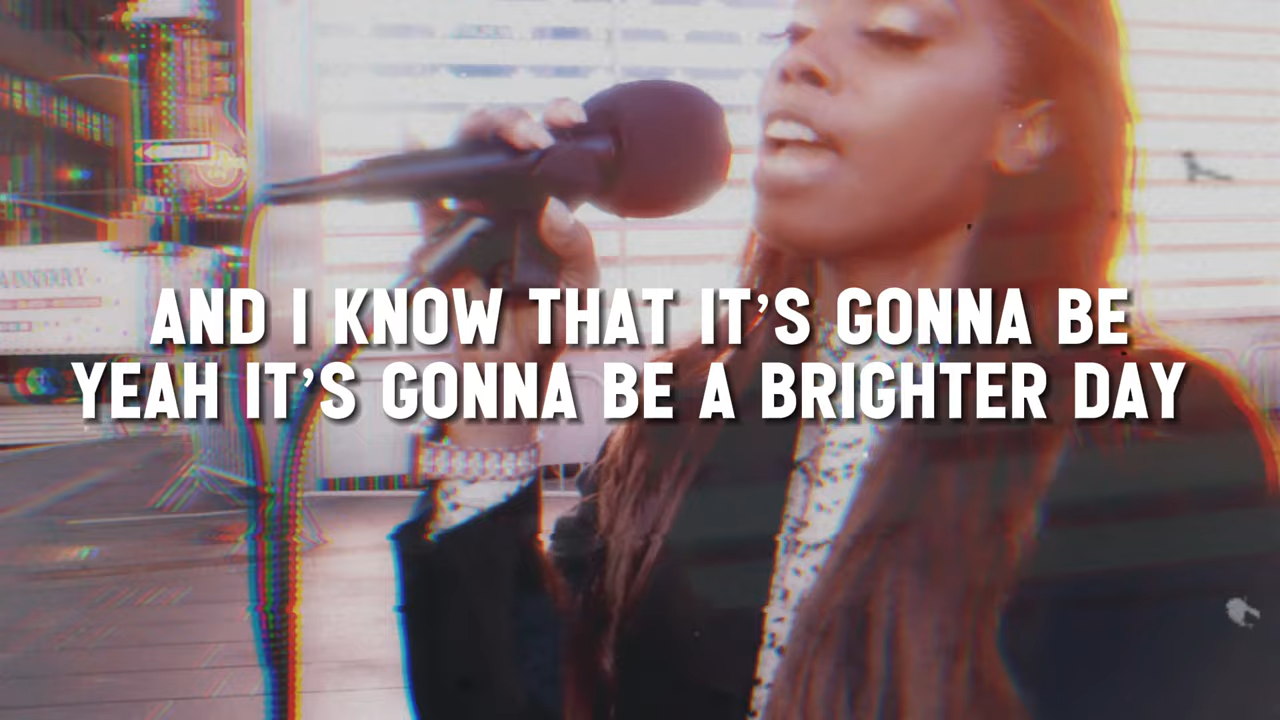 AND I KNOW THAT IT'S GONNA BE
YEAH IT'S GONNA BE A BRIGHTER DAY